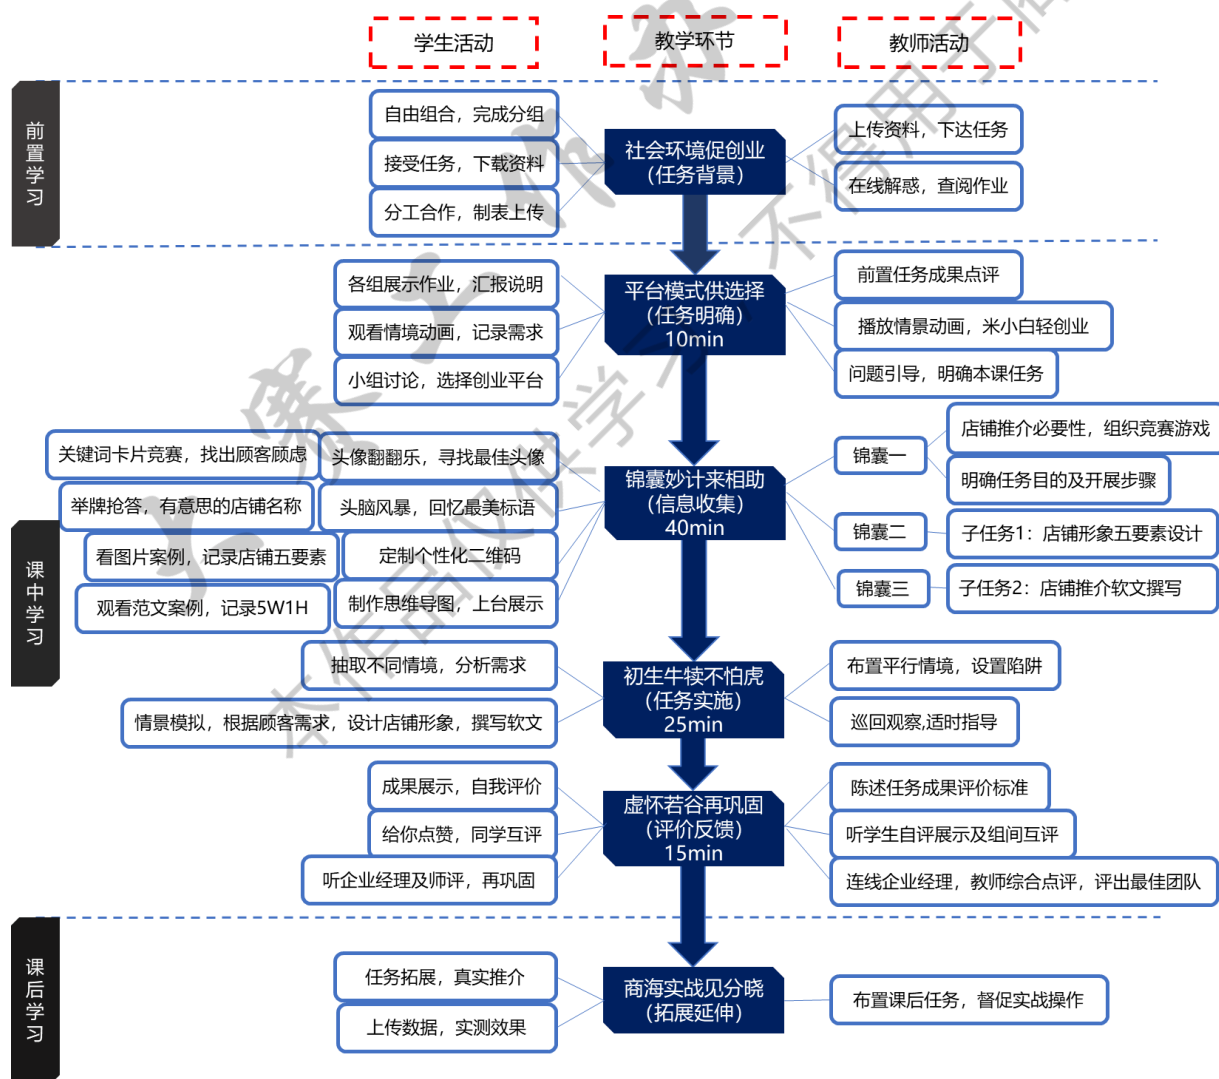 学生活动
教学环节
教师活动
前置学习
自由组合，完成分组
接受任务，下载资料
分工合作，制表上传
社会环境促创业
（任务背景）
上传资料，下达任务
在线解惑，查阅作业
课中学习
各组展示作业，汇报说明
观看情境动画，记录需求
小组讨论，选择创业平台
平台模式供选择
（任务明确）
10min
前置任务成果点评
播放情景动画，米小白轻创业
问题引导，明确本课任务
关键词卡片竞赛，找出顾客顾虑
头像翻翻乐，寻找最佳头像
举牌抢答，有意思的店铺名称
头脑风暴，回忆最美标语
看图片案例，记录店铺五要素
定制个性化二维码
观看范文案例，记录5W1H
制作思维导图，上台展示
锦囊妙计来相助
（信息收集）
40min
锦囊一
店铺推介必要性，组织竞赛游戏
明确任务目的及开展步骤
锦囊二
子任务1：店铺形象五要素设计
锦囊三
子任务2：店铺推介软文撰写
抽取不同情境，分析需求
情景模拟，根据顾客需求，设计店铺形象，撰写软文
初生牛犊不怕虎
（任务实施）
25min
布置平行情境，设置陷阱
巡回观察,适时指导
成果展示，自我评价
给你点赞，同学互评
听企业经理及师评，再巩固
虚怀若谷再巩固
（评价反馈）
15min
陈述任务成果评价标准
听学生自评展示及组间互评
连线企业经理，教师综合点评，评出最佳团队
课后学习
任务拓展，真实推介
上传数据，实测效果
商海实战见分晓
（拓展延伸）
布置课后任务，督促实战操作
本作品仅供学习不得用于商